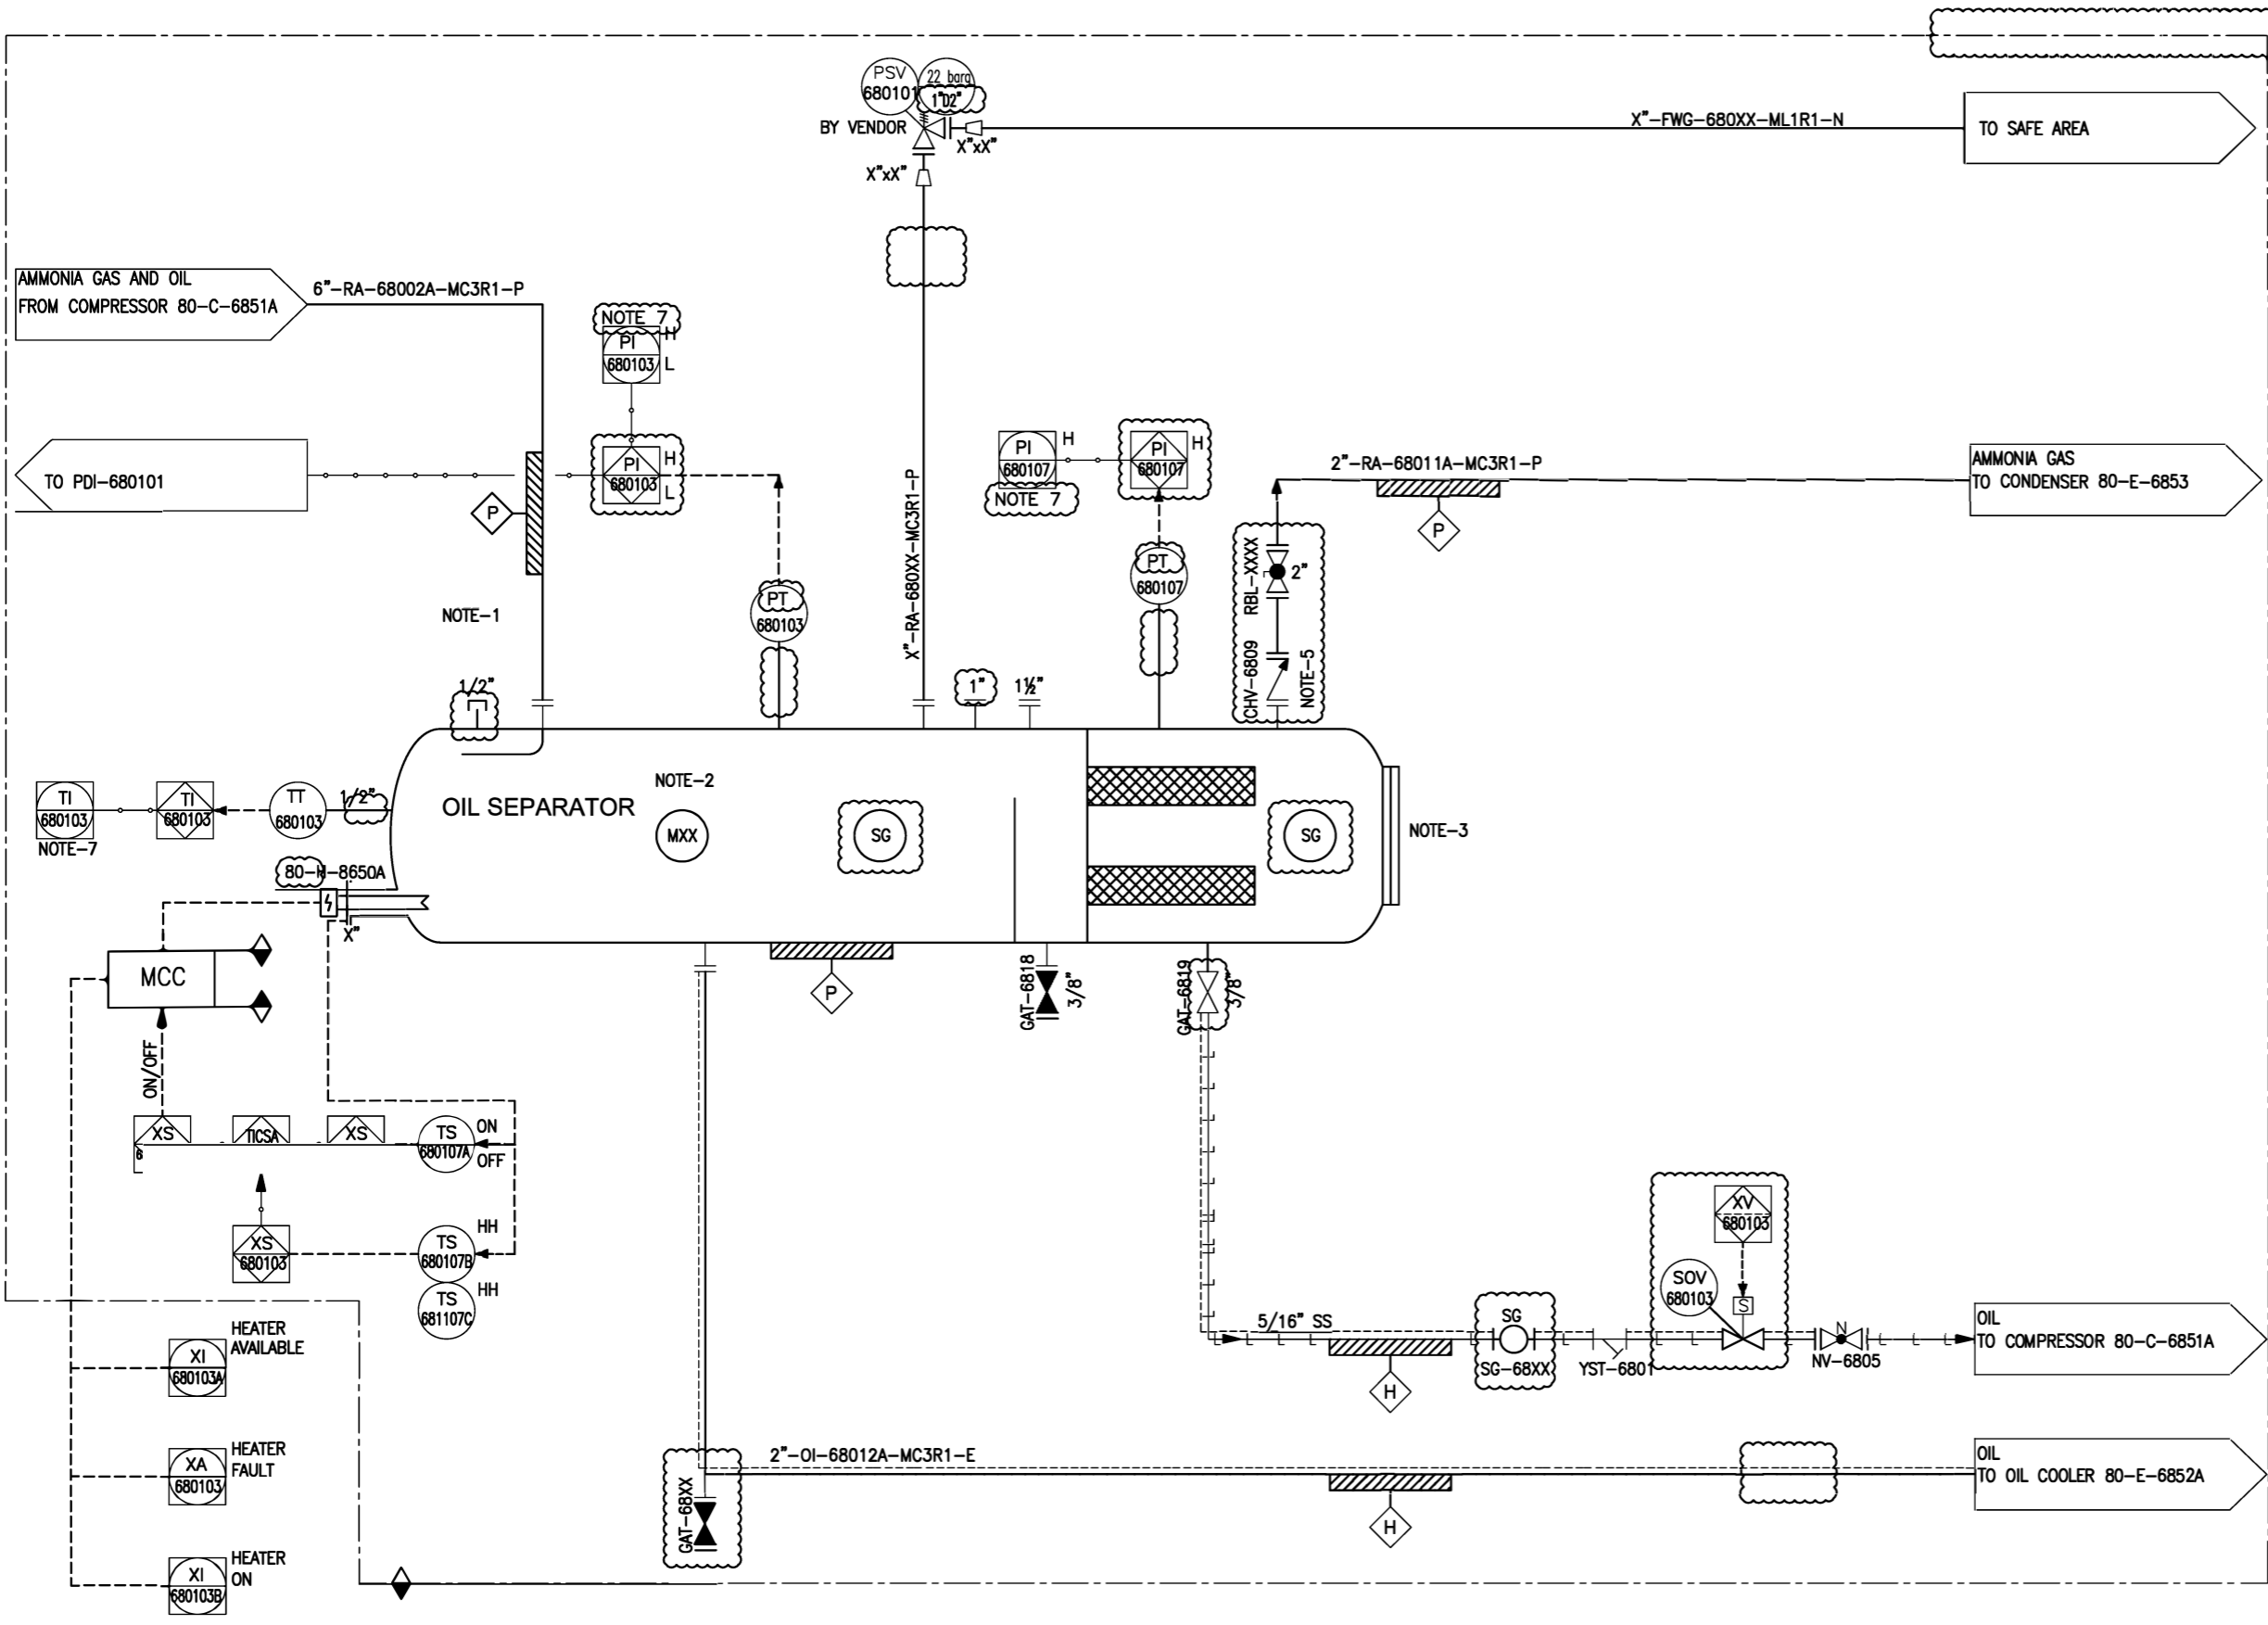 PSV
680101
22 barg
1"D2"
BY VENDOR
X"xX"
X"xX"
X"-FWG-680XX-ML1R1-N
TO SAFE AREA
AMMONIA GAS AND OIL
FROM COMPRESSOR 80-C-6851A
6"-RA-68002A-MC3R1-P
NOTE 7
PI
680103
H
L
TO PDI-680101
P
PI
680103
H
L
PI
680107
H
NOTE 7
PI
680107
H
2"-RA-68011A-MC3R1-P
P
AMMONIA GAS
TO CONDENSER 80-E-6853
X"-RA-680XX-MC3R1-P
PT
680103
PT
680107
RBL-XXXX
2"
CHV-6809
NOTE-5
NOTE-1
1/2"
1"
1½"
TI
680103
NOTE-7
TI
680103
TT
680103
1/2"
OIL SEPARATOR
NOTE-2
MXX
SG
SG
NOTE-3
80-H-8650A
X"
MCC
P
GAT-6818
3/8"
GAT-6819
3/8"
ON/OFF
XS
6
TICSA
XS
TS
680107A
ON
OFF
XS
680103
TS
680107B
HH
TS
681107C
HH
XV
680103
SOV
680103
S
5/16" SS
H
SG
SG-68XX
YST-6801
N
NV-6805
OIL
TO COMPRESSOR 80-C-6851A
XI
680103A
HEATER
AVAILABLE
XA
680103
HEATER
FAULT
XI
680103B
HEATER
ON
GAT-68XX
2"-OI-68012A-MC3R1-E
H
OIL
TO OIL COOLER 80-E-6852A